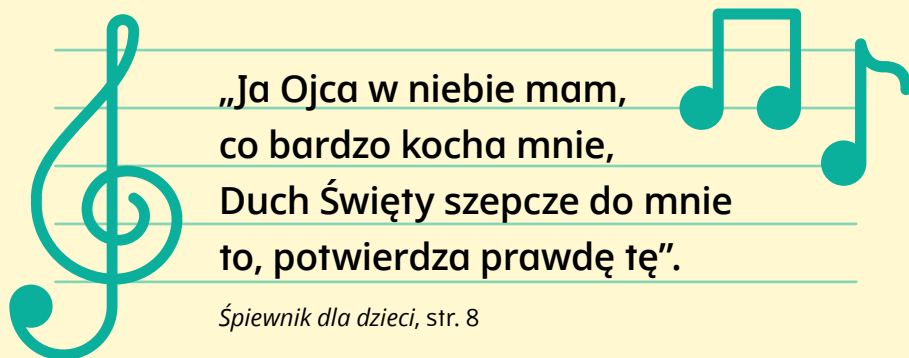 „Ja Ojca w niebie mam,
co bardzo kocha mnie,
Duch Święty szepcze do mnie
to, potwierdza prawdę tę”.
Śpiewnik dla dzieci, str. 8